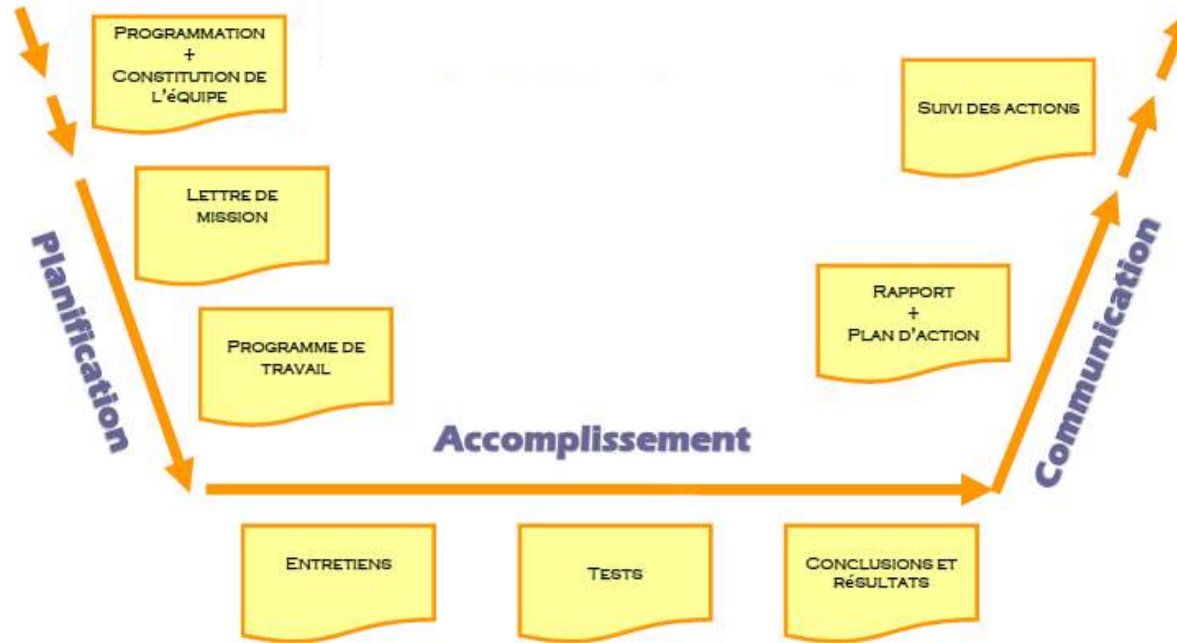 PROGRAMMATION
+
CONSTITUTION DE
L'éQUIPE
LETTRE DE
MISSION
PROGRAMME DE
TRAVAIL
Planification
Accomplissement
ENTRETIENS
TESTS
CONCLUSIONS ET
RéSULTATS
Communication
RAPPORT
+
PLAN D'ACTION
SUIVI DES ACTIONS